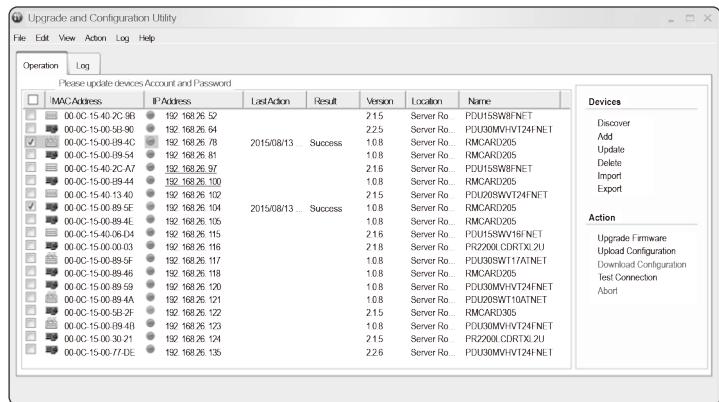 Upgrade and Configuration Utility
File Edit View Action Log Help
Operation Log
Please update devices Account and Password
MAC Address IP Address Last Action Result Version Location Name
00-0C-15-40-2C-9B 192.168.26.52 2.1.5 Server Ro... PDU15SW8FNET
00-0C-15-00-5B-90 192.168.26.64 2.2.5 Server Ro... PDU30MVHVT24FNET
00-0C-15-00-B9-4C 192.168.26.78 2015/08/13 ... Success 1.0.8 Server Ro... RMCARD205
00-0C-15-00-B9-54 192.168.26.81 1.0.8 Server Ro... RMCARD205
00-0C-15-40-2C-A7 192.168.26.97 2.1.6 Server Ro... PDU15SW8FNET
00-0C-15-00-B9-44 192.168.26.100 1.0.8 Server Ro... RMCARD205
00-0C-15-40-13-40 192.168.26.102 2.1.5 Server Ro... PDU20SWVT24FNET
00-0C-15-00-89-5E 192.168.26.104 2015/08/13 ... Success 1.0.8 Server Ro... RMCARD205
00-0C-15-00-89-4E 192.168.26.105 1.0.8 Server Ro... RMCARD205
00-0C-15-40-06-D4 192.168.26.115 2.1.6 Server Ro... PDU15SWV16FNET
00-0C-15-00-00-03 192.168.26.116 2.1.8 Server Ro... PR2200LCDRTXL2U
00-0C-15-00-89-5F 192.168.26.117 1.0.8 Server Ro... PDU30SWT17ATNET
00-0C-15-00-89-46 192.168.26.118 1.0.8 Server Ro... RMCARD205
00-0C-15-00-89-59 192.168.26.120 1.0.8 Server Ro... PDU30MVHVT24FNET
00-0C-15-00-89-4A 192.168.26.121 1.0.8 Server Ro... PDU20SWT10ATNET
00-0C-15-00-5B-2F 192.168.26.122 2.1.5 Server Ro... RMCARD305
00-0C-15-00-B9-4B 192.168.26.123 1.0.8 Server Ro... PDU30MVHVT24FNET
00-0C-15-00-30-21 192.168.26.124 2.1.5 Server Ro... PR2200LCDRTXL2U
00-0C-15-00-77-DE 192.168.26.135 2.2.6 Server Ro... PDU30MVHVT24FNET
Devices
Discover
Add
Update
Delete
Import
Export
Action
Upgrade Firmware
Upload Configuration
Download Configuration
Test Connection
Abort